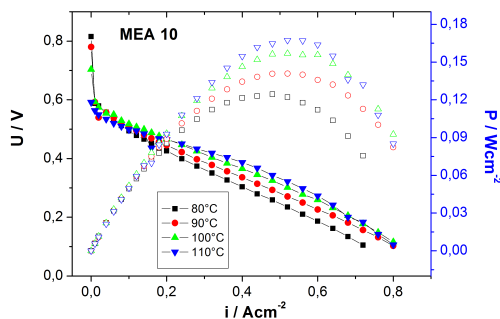 MEA 10
U / V
0,8
0,6
0,4
0,2
0,0
0,0 0,2 0,4 0,6 0,8
i / Acm-2
P / Wcm-2
0,18
0,15
0,12
0,09
0,06
0,03
0,00
80°C
90°C
100°C
110°C